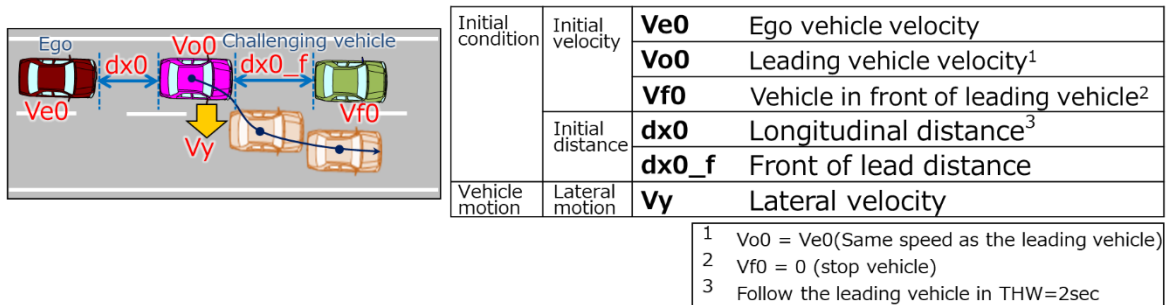 Ego
Vo0
Challenging vehicle
dx0
dx0_f
Ve0
Vf0
Vy
Initial condition
Initial velocity
Ve0 Ego vehicle velocity
Vo0 Leading vehicle velocity1
Vf0 Vehicle in front of leading vehicle2
Initial distance
dx0 Longitudinal distance3
dx0_f Front of lead distance
Vehicle motion
Lateral motion
Vy Lateral velocity
1 Vo0 = Ve0(Same speed as the leading vehicle)
2 Vf0 = 0 (stop vehicle)
3 Follow the leading vehicle in THW=2sec